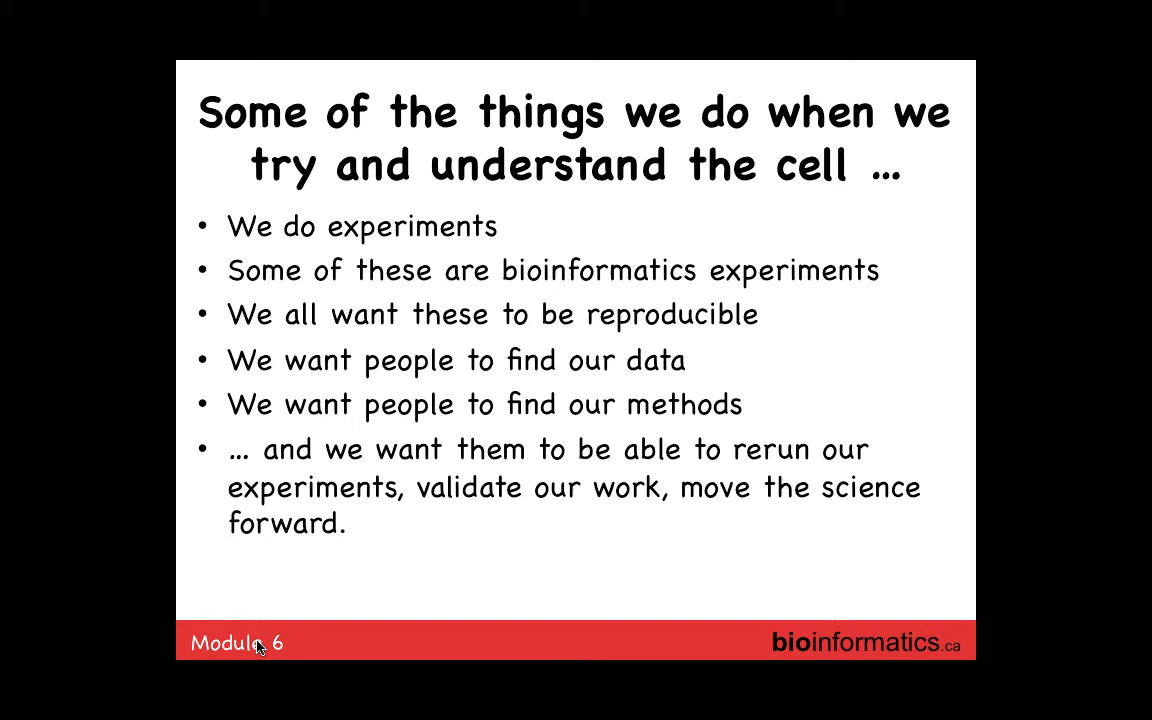 Some of the things we do when we
try and understand the cell ...
• We do experiments
• Some of these are bioinformatics experiments
• We all want these to be reproducible
• We want people to find our data
• We want people to find our methods
• ... and we want them to be able to rerun our
experiments, validate our work, move the science
forward.
Module 6
bioinformatics.ca